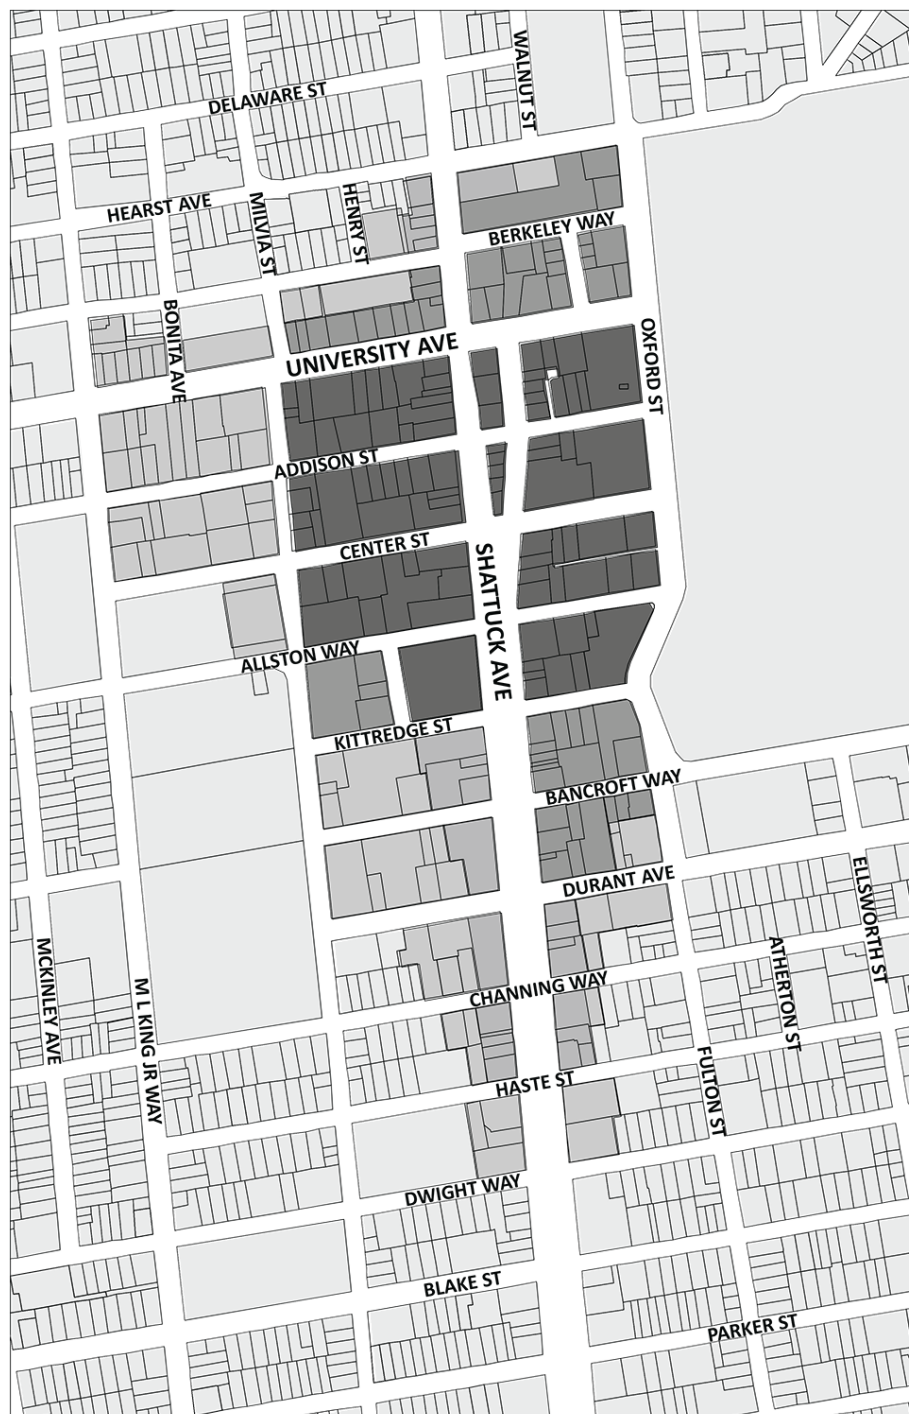 WALNUT ST
DELAWARE ST
HEARST AVE
MILVIA ST
HENRY ST
BERKELEY WAY
BONITA AVE
UNIVERSITY AVE
OXFORD ST
ADDISON ST
CENTER ST
SHATTUCK AVE
ALLSTON WAY
KITTREDGE ST
BANCROFT WAY
DURANT AVE
ELLSWORTH ST
MCKINLEY AVE
M L KING JR WAY
ATHERTON ST
CHANNING WAY
FULTON ST
HASTE ST
DWIGHT WAY
BLAKE ST
PARKER ST